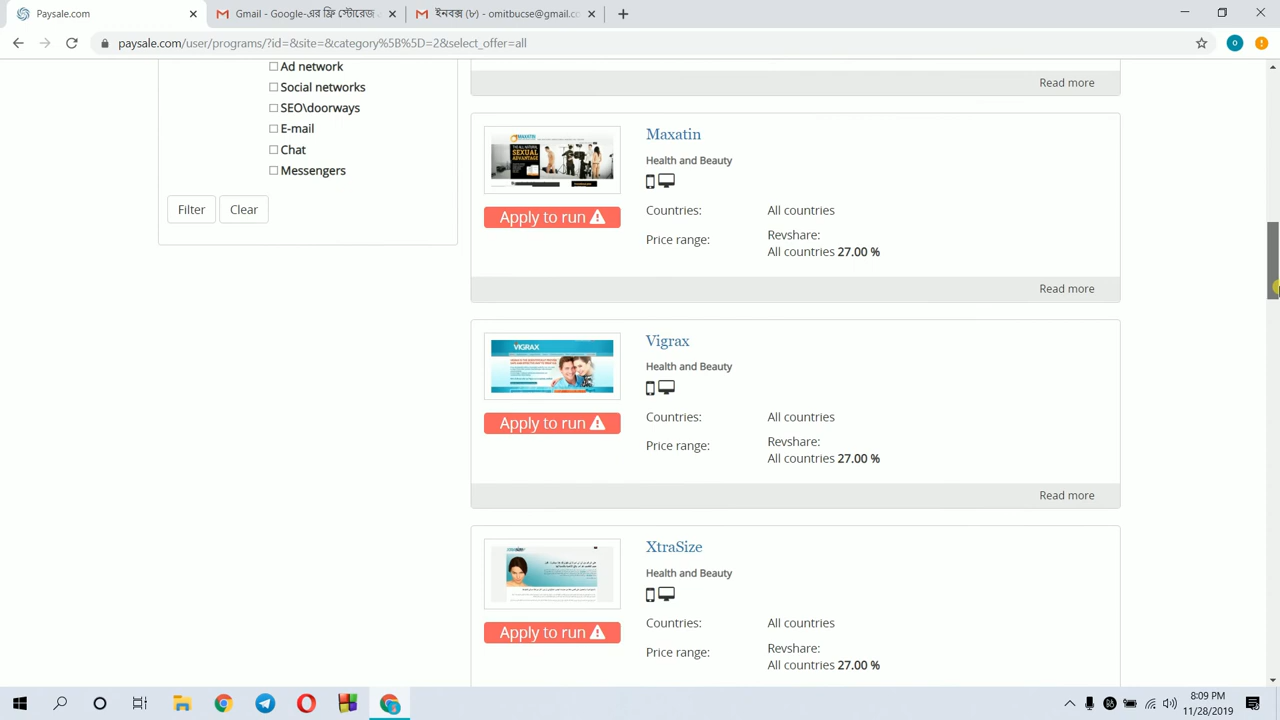 Paysale.com
Gmail - Google-এর ফ্রি স্টোরেজ
ইনবক্স (৮) - omitbucse@gmail.co
paysale.com/user/programs/?id=&site=&category%5B%5D=2&select_offer=all
o
Ad network
Social networks
SEO\doorways
E-mail
Chat
Messengers
Filter
Clear
Read more
MAXATIN
SEXUAL
ADVANTAGE
Maxatin
Health and Beauty
Apply to run
Countries:
All countries
Price range:
Revshare:
All countries 27.00 %
Read more
VIGRAX
Vigrax
Health and Beauty
Apply to run
Countries:
All countries
Price range:
Revshare:
All countries 27.00 %
Read more
XtraSize
Health and Beauty
Apply to run
Countries:
All countries
Price range:
Revshare:
All countries 27.00 %
8:09 PM
11/28/2019